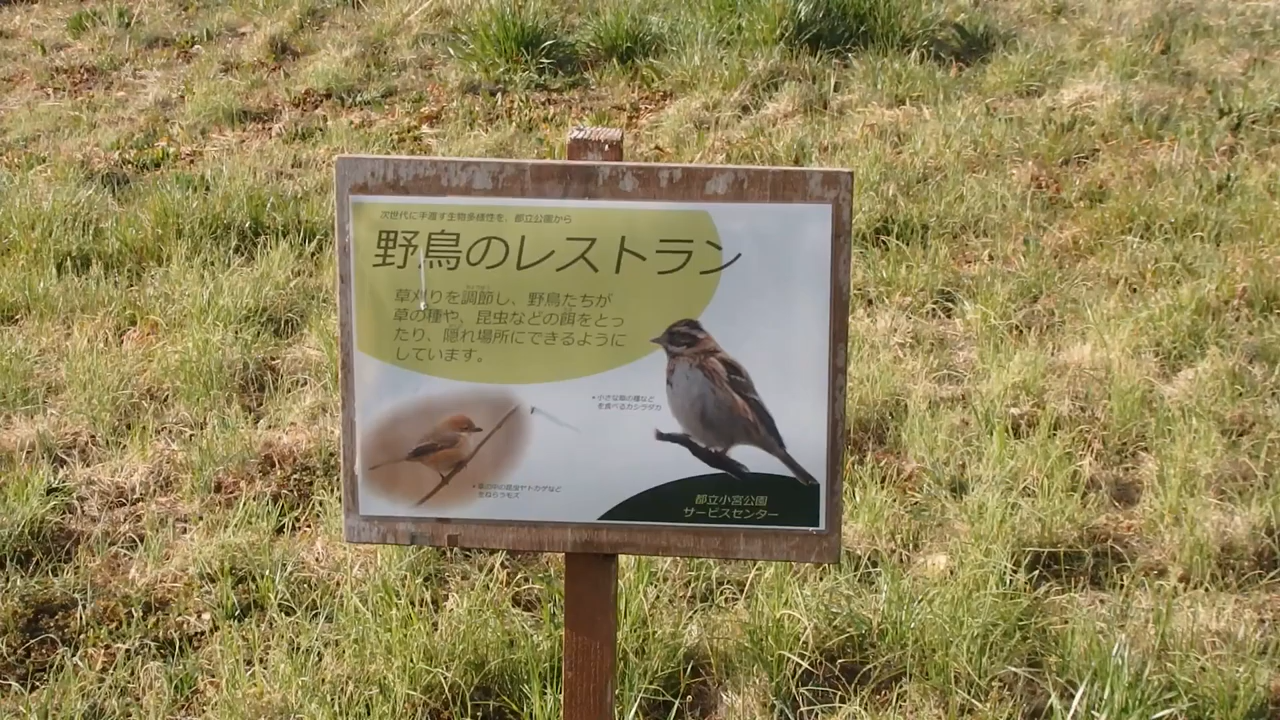 次世代に手渡す生物多様性を、都立公園から
野鳥のレストラン
草刈りを調節し、野鳥たちが
草の種や、昆虫などの餌をとっ
たり、隠れ場所にできるように
しています。
•小さな草の種など
を食べるカシラダカ
•草の中の昆虫やトカゲなど
をねらうモズ
都立小宮公園
サービスセンター